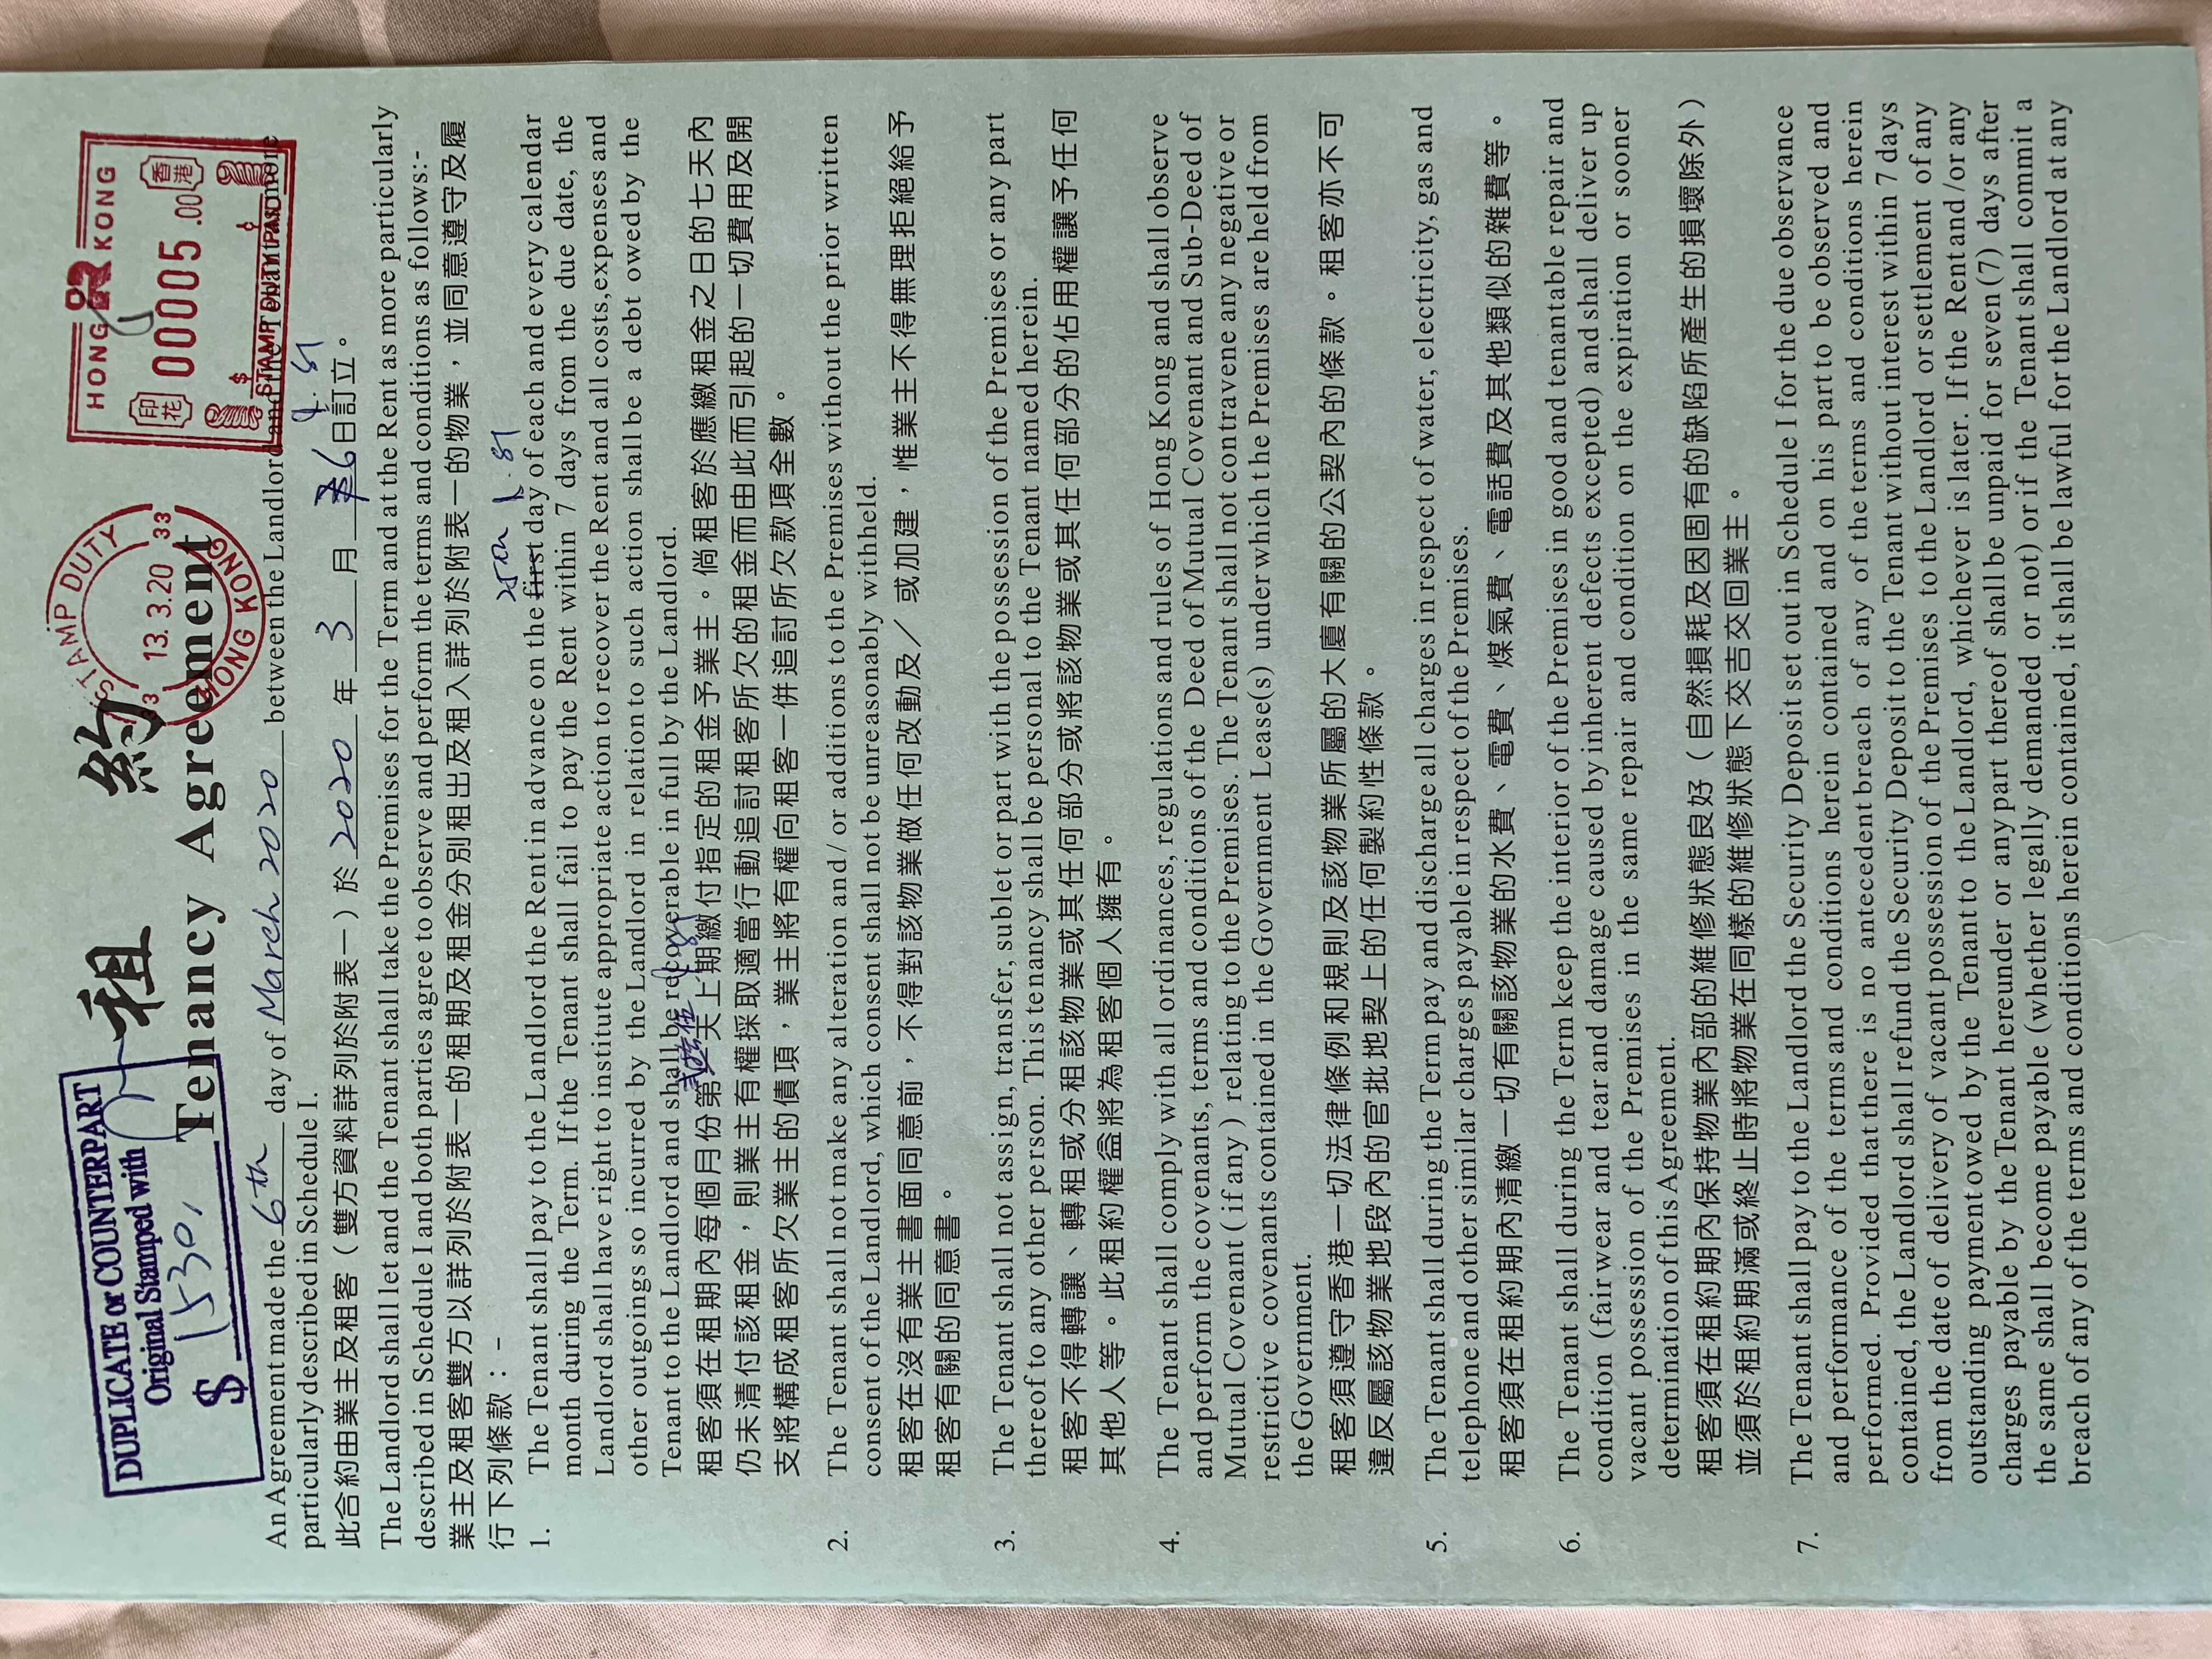 DUPLICATE or COUNTERPART
Original Stamped with
$ 1530,
STAMP DUTY
33 13.3.20 33
HONG KONG
HONG KONG
印花 00005.00 香港
$ $
STAMP DUTY PAID
租 約
Tenancy Agreement
An Agreement made the 6th day of March 2020 between the Landlord and the Tenant as more
particularly described in Schedule I.
此合約由業主及租客（雙方資料詳列於附表一）於 2020 年 3 月 6 日訂立。
The Landlord shall let and the Tenant shall take the Premises for the Term and at the Rent as more particularly
described in Schedule I and both parties agree to observe and perform the terms and conditions as follows:-
業主及租客雙方以詳列於附表一的租期及租金分別租出及租入詳列於附表一的物業，並同意遵守及履
行下列條款：-
25th
1. The Tenant shall pay to the Landlord the Rent in advance on the first day of each and every calendar
month during the Term. If the Tenant shall fail to pay the Rent within 7 days from the due date, the
Landlord shall have right to institute appropriate action to recover the Rent and all costs,expenses and
other outgoings so incurred by the Landlord in relation to such action shall be a debt owed by the
Tenant to the Landlord and shall be recoverable in full by the Landlord.
租客須在租期內每個月份第 天上期繳付指定的租金予業主。倘租客於應繳租金之日的七天內
仍未清付該租金，則業主有權採取適當行動追討租客所欠的租金而由此而引起的一切費用及開
支將構成租客所欠業主的債項，業主將有權向租客一併追討所欠款項全數。
2. The Tenant shall not make any alteration and / or additions to the Premises without the prior written
consent of the Landlord, which consent shall not be unreasonably withheld.
租客在沒有業主書面同意前，不得對該物業做任何改動及／或加建，惟業主不得無理拒絕給予
租客有關的同意書。
3. The Tenant shall not assign, transfer, sublet or part with the possession of the Premises or any part
thereof to any other person. This tenancy shall be personal to the Tenant named herein.
租客不得轉讓、轉租或分租該物業或其任何部分或將該物業或其任何部分的佔用權讓予任何
其他人等。此租約權益將為租客個人擁有。
4. The Tenant shall comply with all ordinances, regulations and rules of Hong Kong and shall observe
and perform the covenants, terms and conditions of the Deed of Mutual Covenant and Sub-Deed of
Mutual Covenant ( if any ) relating to the Premises. The Tenant shall not contravene any negative or
restrictive covenants contained in the Government Lease(s) under which the Premises are held from
the Government.
租客須遵守香港一切法律條例和規則及該物業所屬的大廈有關的公契內的條款。租客亦不可
違反屬該物業地段內的官批地契上的任何製約性條款。
5. The Tenant shall during the Term pay and discharge all charges in respect of water, electricity, gas and
telephone and other similar charges payable in respect of the Premises.
租客須在租約期內清繳一切有關該物業的水費、電費、煤氣費、電話費及其他類似的雜費等。
6. The Tenant shall during the Term keep the interior of the Premises in good and tenantable repair and
condition (fair wear and tear and damage caused by inherent defects excepted) and shall deliver up
vacant possession of the Premises in the same repair and condition on the expiration or sooner
determination of this Agreement.
租客須在租約期內保持物業內部的維修狀態良好（自然損耗及因固有的缺陷所產生的損壞除外）
並須於租約期滿或終止時將物業在同樣的維修狀態下交吉交回業主。
7. The Tenant shall pay to the Landlord the Security Deposit set out in Schedule I for the due observance
and performance of the terms and conditions herein contained and on his part to be observed and
performed. Provided that there is no antecedent breach of any of the terms and conditions herein
contained, the Landlord shall refund the Security Deposit to the Tenant without interest within 7 days
from the date of delivery of vacant possession of the Premises to the Landlord or settlement of any
outstanding payment owed by the Tenant to the Landlord, whichever is later. If the Rent and /or any
charges payable by the Tenant hereunder or any part thereof shall be unpaid for seven (7) days after
the same shall become payable (whether legally demanded or not) or if the Tenant shall commit a
breach of any of the terms and conditions herein contained, it shall be lawful for the Landlord at any